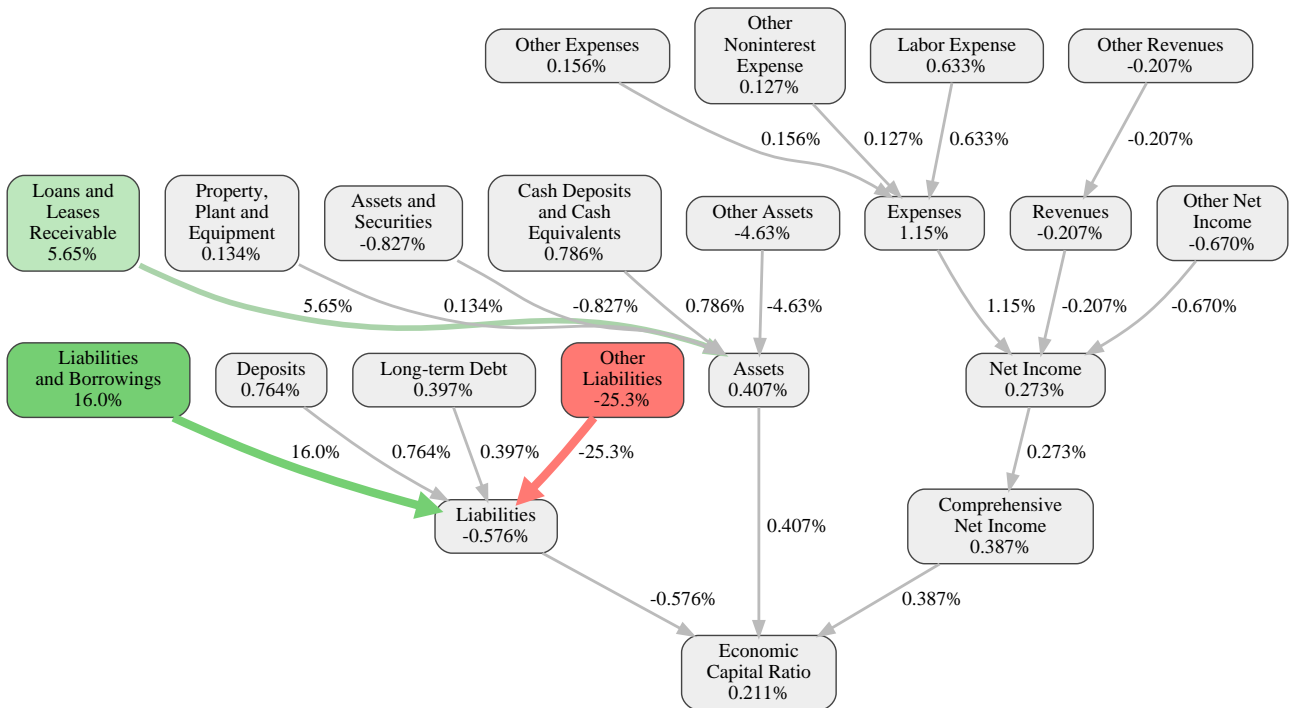 Other Expenses
0.156%
Other
Noninterest
Expense
0.127%
Labor Expense
0.633%
Other Revenues
-0.207%
0.156%
0.127%
0.633%
-0.207%
Loans and
Leases
Receivable
5.65%
Property,
Plant and
Equipment
0.134%
Assets and
Securities
-0.827%
Cash Deposits
and Cash
Equivalents
0.786%
Other Assets
-4.63%
Expenses
1.15%
Revenues
-0.207%
Other Net
Income
-0.670%
5.65%
0.134%
-0.827%
0.786%
-4.63%
1.15%
-0.207%
-0.670%
Liabilities
and Borrowings
16.0%
Deposits
0.764%
Long-term Debt
0.397%
Other
Liabilities
-25.3%
Assets
0.407%
Net Income
0.273%
16.0%
0.764%
0.397%
-25.3%
0.273%
Liabilities
-0.576%
0.407%
Comprehensive
Net Income
0.387%
-0.576%
0.387%
Economic
Capital Ratio
0.211%